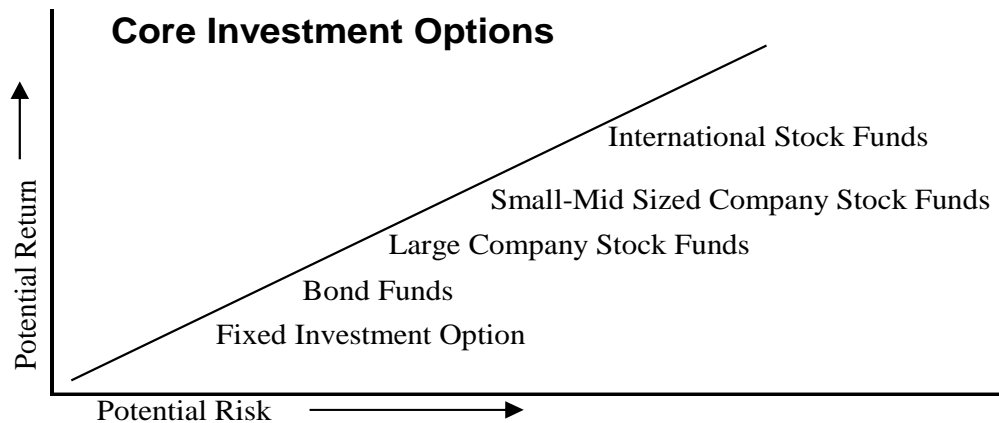 Core Investment Options
International Stock Funds
Small-Mid Sized Company Stock Funds
Large Company Stock Funds
Bond Funds
Fixed Investment Option
Potential Return
Potential Risk